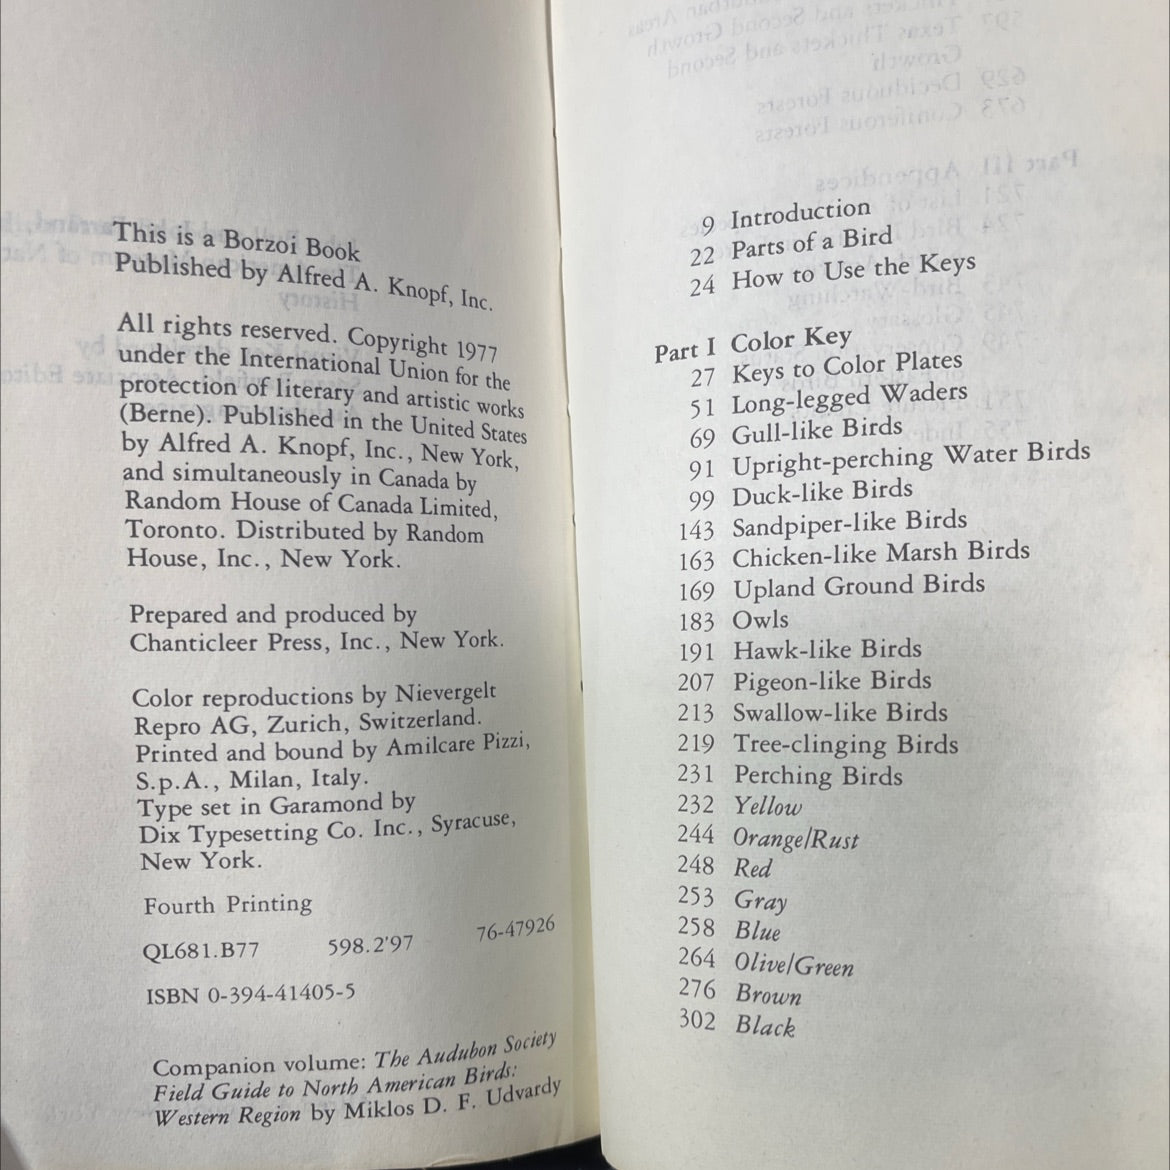 This is a Borzoi Book
Published by Alfred A. Knopf, Inc.
All rights reserved. Copyright 1977
under the International Union for the
protection of literary and artistic works
(Berne). Published in the United States
by Alfred A. Knopf, Inc., New York,
and simultaneously in Canada by
Random House of Canada Limited,
Toronto. Distributed by Random
House, Inc., New York.
Prepared and produced by
Chanticleer Press, Inc., New York.
Color reproductions by Nievergelt
Repro AG, Zurich, Switzerland.
Printed and bound by Amilcare Pizzi,
S.p.A., Milan, Italy.
Type set in Garamond by
Dix Typesetting Co. Inc., Syracuse,
New York.
Fourth Printing
QL681.B77 598.2'97 76-47926
ISBN 0-394-41405-5
Companion volume: The Audubon Society
Field Guide to North American Birds:
Western Region by Miklos D. F. Udvardy
9 Introduction
22 Parts of a Bird
24 How to Use the Keys
Part I Color Key
27 Keys to Color Plates
51 Long-legged Waders
69 Gull-like Birds
91 Upright-perching Water Birds
99 Duck-like Birds
143 Sandpiper-like Birds
163 Chicken-like Marsh Birds
169 Upland Ground Birds
183 Owls
191 Hawk-like Birds
207 Pigeon-like Birds
213 Swallow-like Birds
219 Tree-clinging Birds
231 Perching Birds
232 Yellow
244 Orange/Rust
248 Red
253 Gray
258 Blue
264 Olive/Green
276 Brown
302 Black